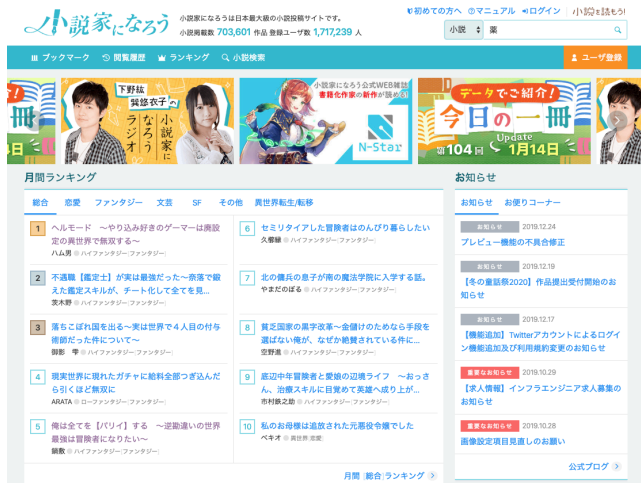 小説家になろう
小説家になろうは日本最大級の小説投稿サイトです。
小説掲載数 703,601 作品 登録ユーザ数 1,717,239 人
初めての方へ マニュアル ログイン 小説を読もう!
小説 薬
ブックマーク 閲覧履歴 ランキング 小説検索 ユーザ登録
下野紘
巽悠衣子の
小説家に
なろう
ラジオ
小説家になろう公式WEB雑誌
書籍化作家の新作が読める!
N-Star
データでご紹介!
今日の一冊
Update
第104回 1月14日
月間ランキング
総合 恋愛 ファンタジー 文芸 SF その他 異世界転生/転移
1 ヘルモード ～やり込み好きのゲーマーは廃設
定の異世界で無双する～
ハム男 ハイファンタジー[ファンタジー]
2 不遇職【鑑定士】が実は最強だった～奈落で鍛
えた鑑定スキルが、チート化して全てを見...
茨木野 ハイファンタジー[ファンタジー]
3 落ちこぼれ国を出る～実は世界で４人目の付与
術師だった件について～
御影 雫 ハイファンタジー[ファンタジー]
4 現実世界に現れたガチャに給料全部つぎ込んだ
ら引くほど無双に
ARATA ローファンタジー[ファンタジー]
5 俺は全てを【パリイ】する ～逆勘違いの世界
最強は冒険者になりたい～
鍋敷 ハイファンタジー[ファンタジー]
6 セミリタイアした冒険者はのんびり暮らしたい
久櫛縁 ハイファンタジー[ファンタジー]
7 北の傭兵の息子が南の魔法学院に入学する話。
やまだのぼる ハイファンタジー[ファンタジー]
8 貧乏国家の黒字改革～金儲けのためなら手段を
選ばない俺が、なぜか絶賛されている件に...
空野進 ハイファンタジー[ファンタジー]
9 底辺中年冒険者と愛娘の辺境ライフ ～おっさ
ん、治療スキルに目覚めて英雄へ成り上が...
市村鉄之助 ハイファンタジー[ファンタジー]
10 私のお母様は追放された元悪役令嬢でした
ベキオ 異世界[恋愛]
月間 [総合]ランキング
お知らせ
お知らせ お便りコーナー
お知らせ 2019.12.24
プレビュー機能の不具合修正
お知らせ 2019.12.19
【冬の童話祭2020】作品提出受付開始のお
知らせ
お知らせ 2019.12.17
【機能追加】Twitterアカウントによるログイ
ン機能追加及び利用規約変更のお知らせ
重要なお知らせ 2019.10.29
【求人情報】インフラエンジニア求人募集の
お知らせ
重要なお知らせ 2019.10.28
画像設定項目見直しのお願い
公式ブログ